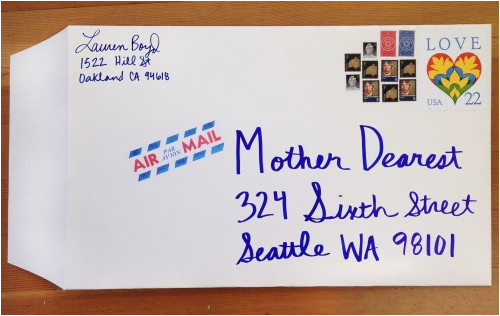 Lauren Boyd
1522 Hill St
Oakland CA 94618
LOVE
USA 22
AIR PAR AVION MAIL
Mother Dearest
324 Sixth Street
Seattle WA 98101